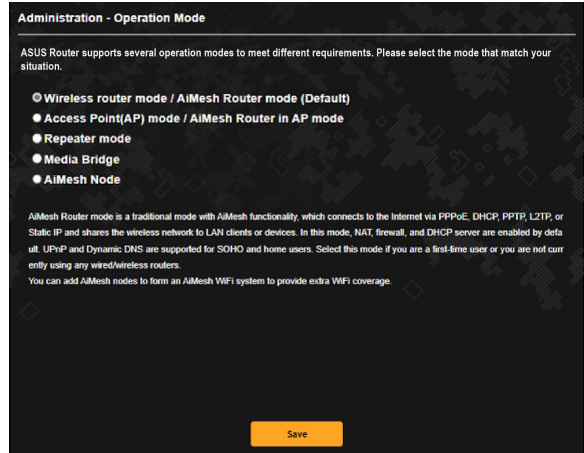 Administration - Operation Mode
ASUS Router supports several operation modes to meet different requirements. Please select the mode that match your
situation.
Wireless router mode / AiMesh Router mode (Default)
Access Point(AP) mode / AiMesh Router in AP mode
Repeater mode
Media Bridge
AiMesh Node
AiMesh Router mode is a traditional mode with AiMesh functionality, which connects to the Internet via PPPoE, DHCP, PPTP, L2TP, or
Static IP and shares the wireless network to LAN clients or devices. In this mode, NAT, firewall, and DHCP server are enabled by defa
ult. UPnP and Dynamic DNS are supported for SOHO and home users. Select this mode if you are a first-time user or you are not curr
ently using any wired/wireless routers.
You can add AiMesh nodes to form an AiMesh WiFi system to provide extra WiFi coverage.
Save